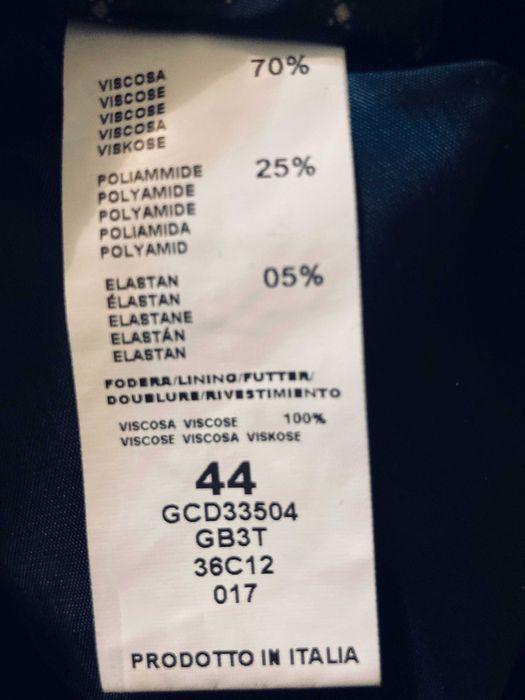 VISCOSA 70%
VISCOSE
VISCOSE
VISCOSA
VISKOSE
POLIAMMIDE 25%
POLYAMIDE
POLYAMIDE
POLIAMIDA
POLYAMID
ELASTAN 05%
ÉLASTAN
ELASTANE
ELASTÁN
ELASTAN
FODERA/LINING/FUTTER/
DOUBLURE/RIVESTIMIENTO
VISCOSA VISCOSE 100%
VISCOSE VISCOSA VISKOSE
44
GCD33504
GB3T
36C12
017
PRODOTTO IN ITALIA